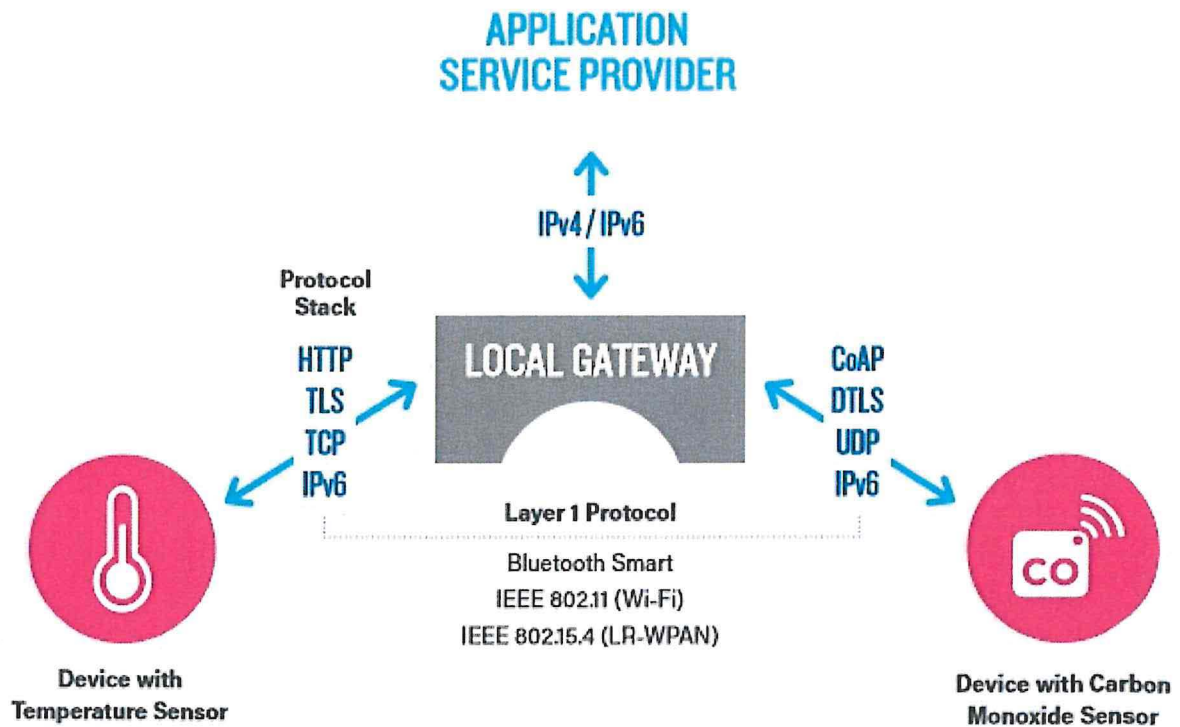 APPLICATION
SERVICE PROVIDER
IPv4 / IPv6
Protocol
Stack
HTTP
TLS
TCP
IPv6
LOCAL GATEWAY
CoAP
DTLS
UDP
IPv6
Layer 1 Protocol
Bluetooth Smart
IEEE 802.11 (Wi-Fi)
IEEE 802.15.4 (LR-WPAN)
CO
Device with
Temperature Sensor
Device with Carbon
Monoxide Sensor